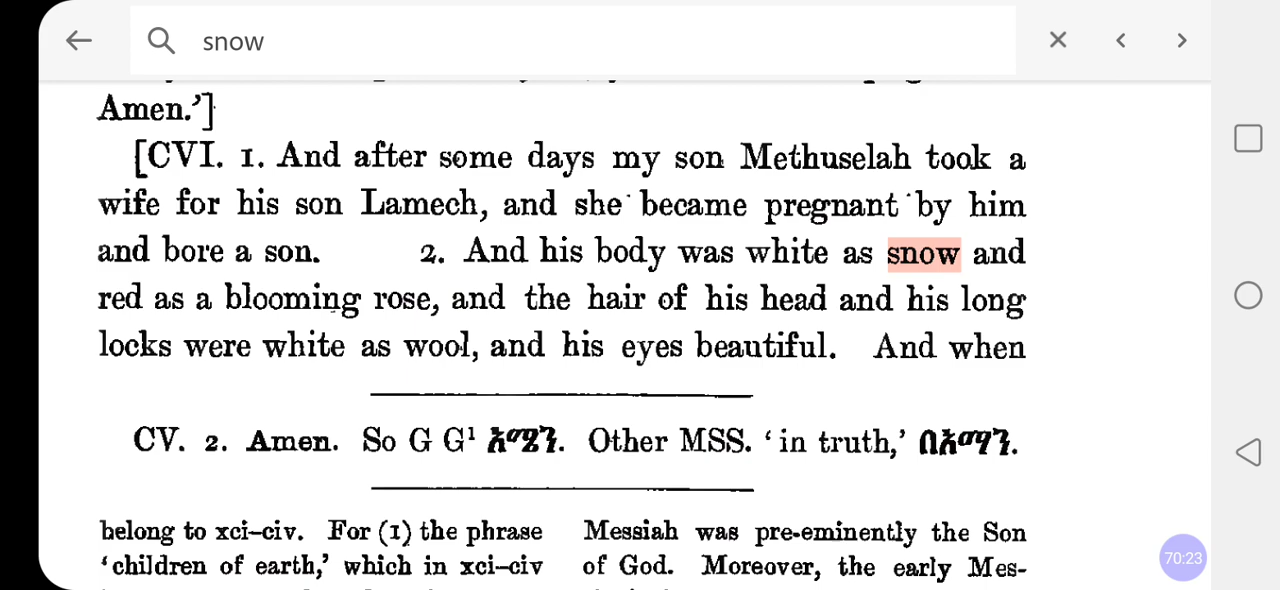 snow
Amen.’]
[CVI. 1. And after some days my son Methuselah took a
wife for his son Lamech, and she became pregnant by him
and bore a son. 2. And his body was white as snow and
red as a blooming rose, and the hair of his head and his long
locks were white as wool, and his eyes beautiful. And when
CV. 2. Amen. So G G¹ አሜን. Other MSS. ‘in truth,’ በአማን.
belong to xci–civ. For (1) the phrase
‘children of earth,’ which in xci–civ
Messiah was pre-eminently the Son
of God. Moreover, the early Mes-
70:23